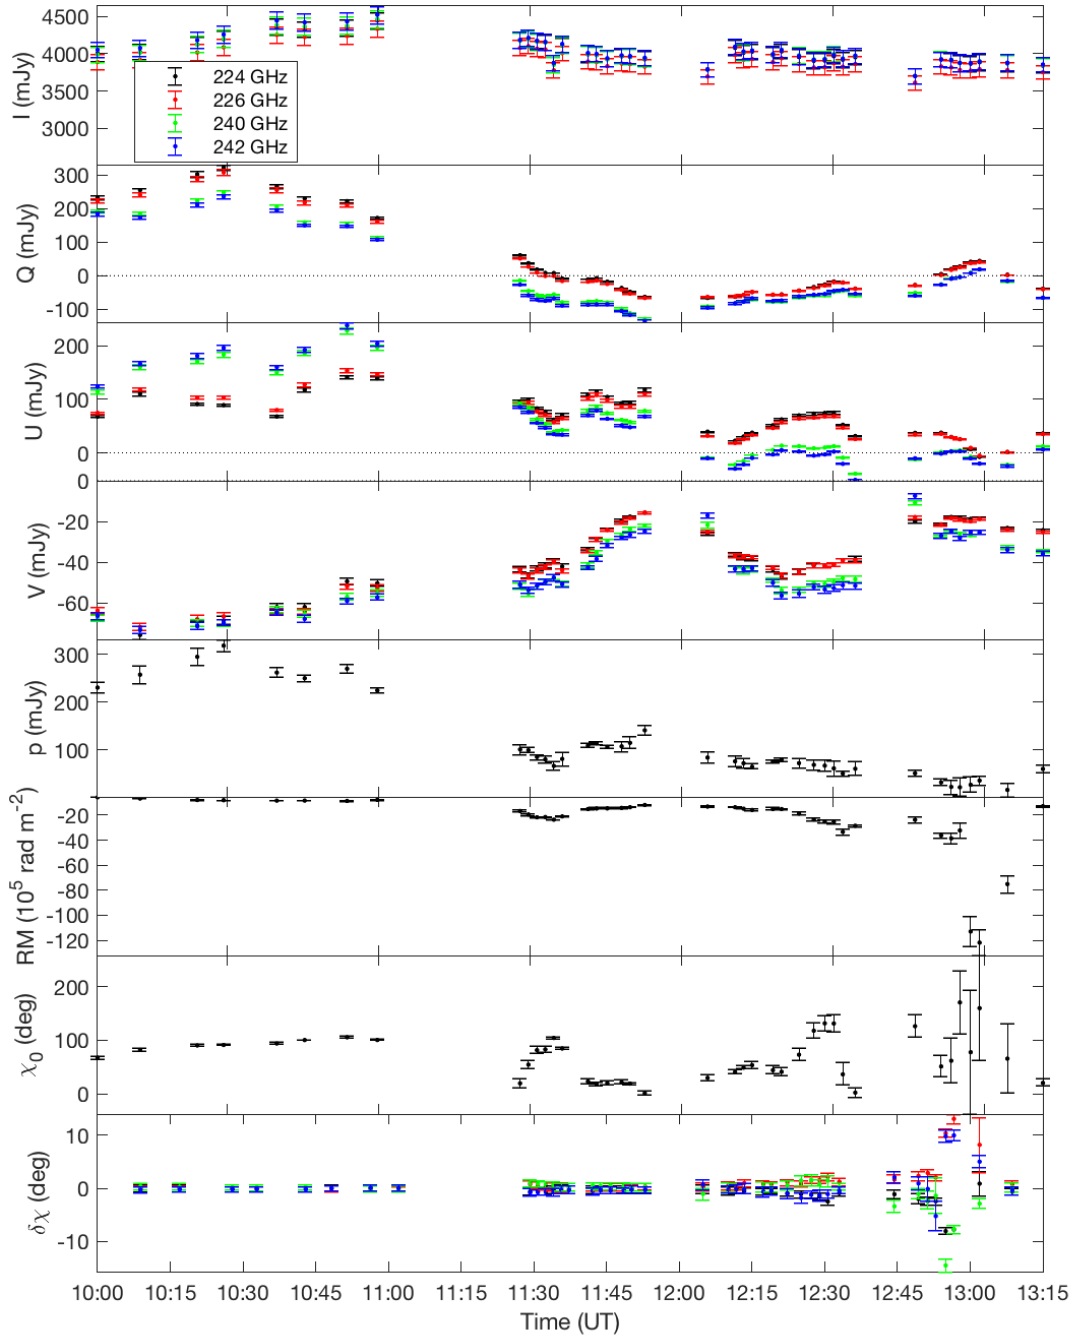 4500
4000
3500
3000
I (mJy)
224 GHz
226 GHz
240 GHz
242 GHz
300
200
100
0
-100
Q (mJy)
200
100
0
U (mJy)
0
-20
-40
-60
V (mJy)
300
200
100
p (mJy)
-20
-40
-60
-80
-100
-120
RM (10⁵ rad m⁻²)
200
100
0
χ₀ (deg)
10
0
-10
δχ (deg)
10:00 10:15 10:30 10:45 11:00 11:15 11:30 11:45 12:00 12:15 12:30 12:45 13:00 13:15
Time (UT)